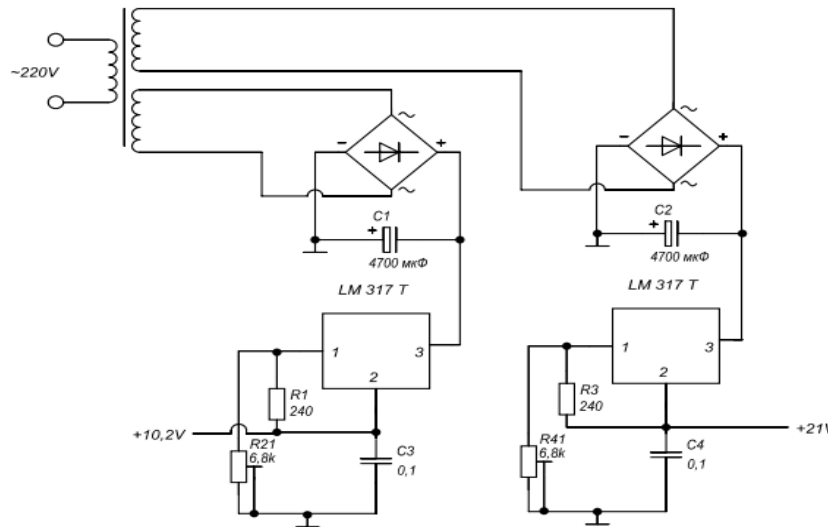 ~220V
~
~
-
+
-
+
~
~
C1
+
4700 мкФ
C2
+
4700 мкФ
LM 317 T
LM 317 T
1
3
2
1
3
2
R1
240
R3
240
+10,2V
R21
6,8k
C3
0,1
+21V
R41
6,8k
C4
0,1